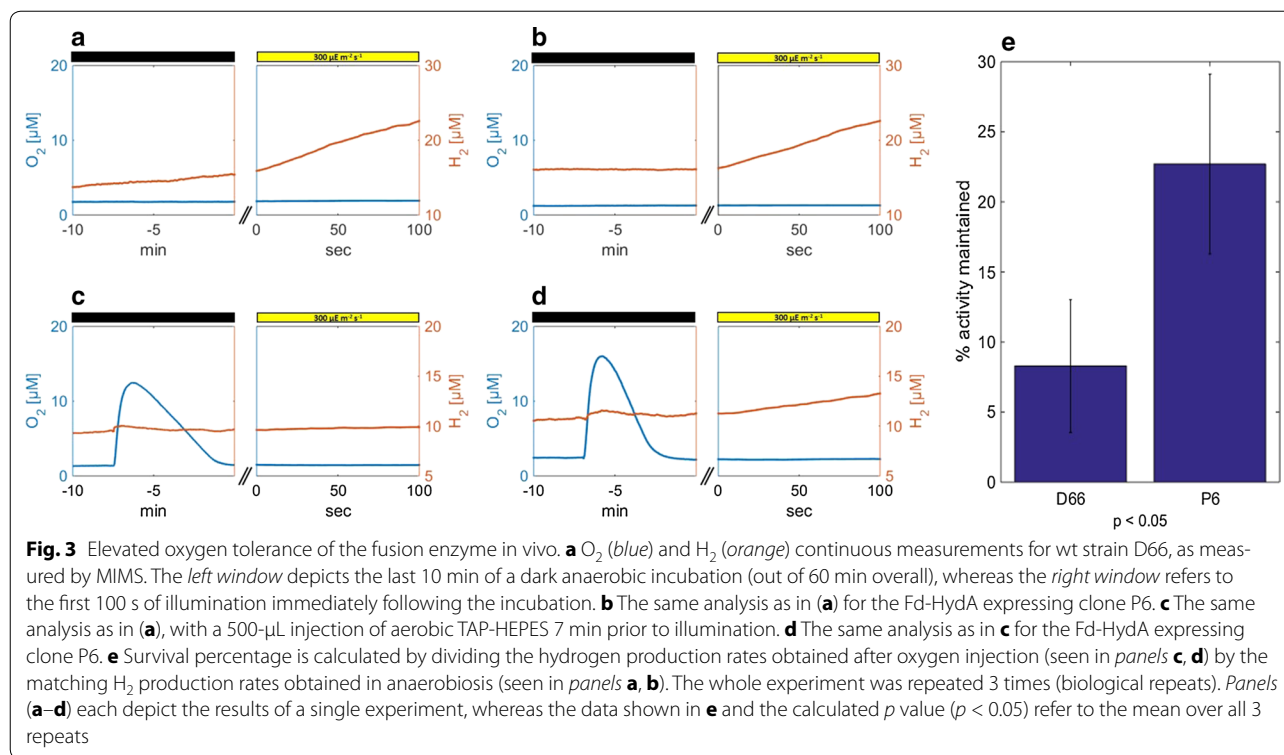 a
b
e
300 µE m⁻² s⁻¹
300 µE m⁻² s⁻¹
20
10
0
O₂ [µM]
30
20
10
H₂ [µM]
-10
-5
min
0
50
100
sec
20
10
0
O₂ [µM]
30
20
10
H₂ [µM]
-10
-5
min
0
50
100
sec
c
d
300 µE m⁻² s⁻¹
300 µE m⁻² s⁻¹
20
10
0
O₂ [µM]
20
15
10
5
H₂ [µM]
-10
-5
min
0
50
100
sec
20
10
0
O₂ [µM]
20
15
10
5
H₂ [µM]
-10
-5
min
0
50
100
sec
30
25
20
15
10
5
0
% activity maintained
D66
P6
p < 0.05
Fig. 3 Elevated oxygen tolerance of the fusion enzyme in vivo. a O₂ (blue) and H₂ (orange) continuous measurements for wt strain D66, as meas-
ured by MIMS. The left window depicts the last 10 min of a dark anaerobic incubation (out of 60 min overall), whereas the right window refers to
the first 100 s of illumination immediately following the incubation. b The same analysis as in (a) for the Fd-HydA expressing clone P6. c The same
analysis as in (a), with a 500-µL injection of aerobic TAP-HEPES 7 min prior to illumination. d The same analysis as in c for the Fd-HydA expressing
clone P6. e Survival percentage is calculated by dividing the hydrogen production rates obtained after oxygen injection (seen in panels c, d) by the
matching H₂ production rates obtained in anaerobiosis (seen in panels a, b). The whole experiment was repeated 3 times (biological repeats). Panels
(a–d) each depict the results of a single experiment, whereas the data shown in e and the calculated p value (p < 0.05) refer to the mean over all 3
repeats